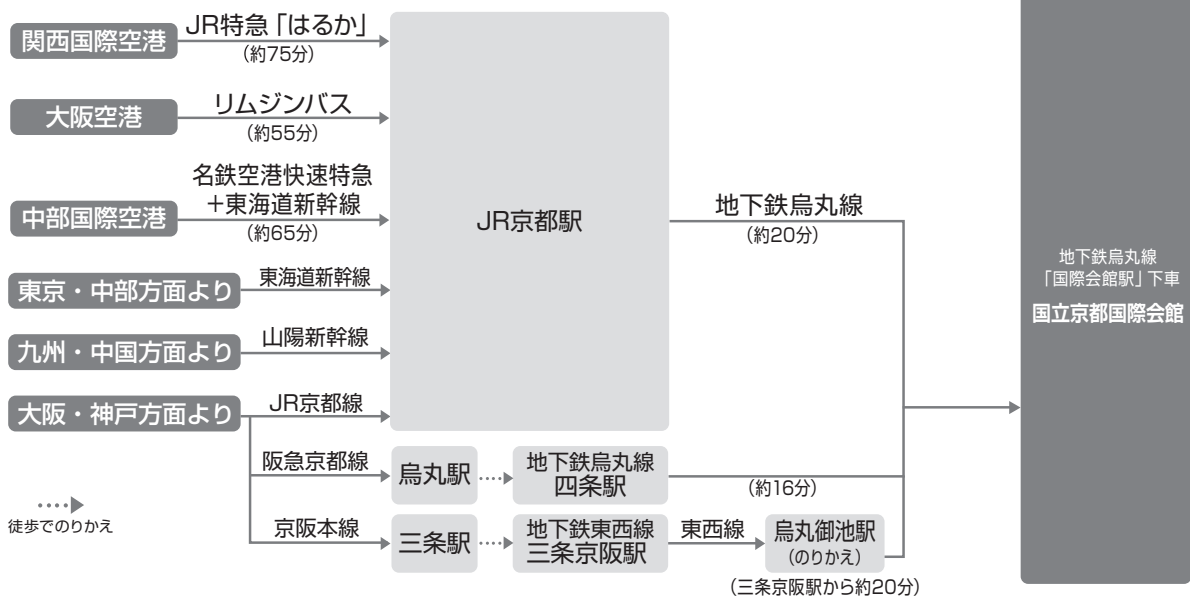 関西国際空港
JR特急「はるか」
(約75分)
大阪空港
リムジンバス
(約55分)
中部国際空港
名鉄空港快速特急
+東海道新幹線
(約65分)
東京・中部方面より
東海道新幹線
九州・中国方面より
山陽新幹線
大阪・神戸方面より
JR京都線
JR京都駅
地下鉄烏丸線
(約20分)
阪急京都線
烏丸駅
地下鉄烏丸線
四条駅
(約16分)
京阪本線
三条駅
地下鉄東西線
三条京阪駅
東西線
烏丸御池駅
(のりかえ)
(三条京阪駅から約20分)
徒歩でのりかえ
地下鉄烏丸線
「国際会館駅」下車
国立京都国際会館